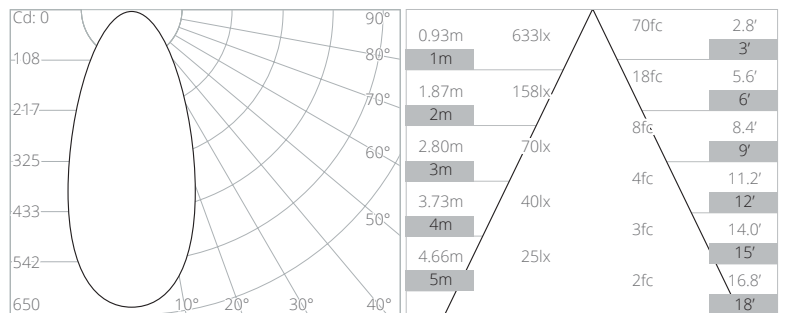 Cd: 0
108
217
325
433
542
650
90°
80°
70°
60°
50°
10° 20° 30° 40°
0.93m 633lx
1m
1.87m 158lx
2m
2.80m 70lx
3m
3.73m 40lx
4m
4.66m 25lx
5m
70fc 2.8’
3’
18fc 5.6’
6’
8fc 8.4’
9’
4fc 11.2’
12’
3fc 14.0’
15’
2fc 16.8’
18’